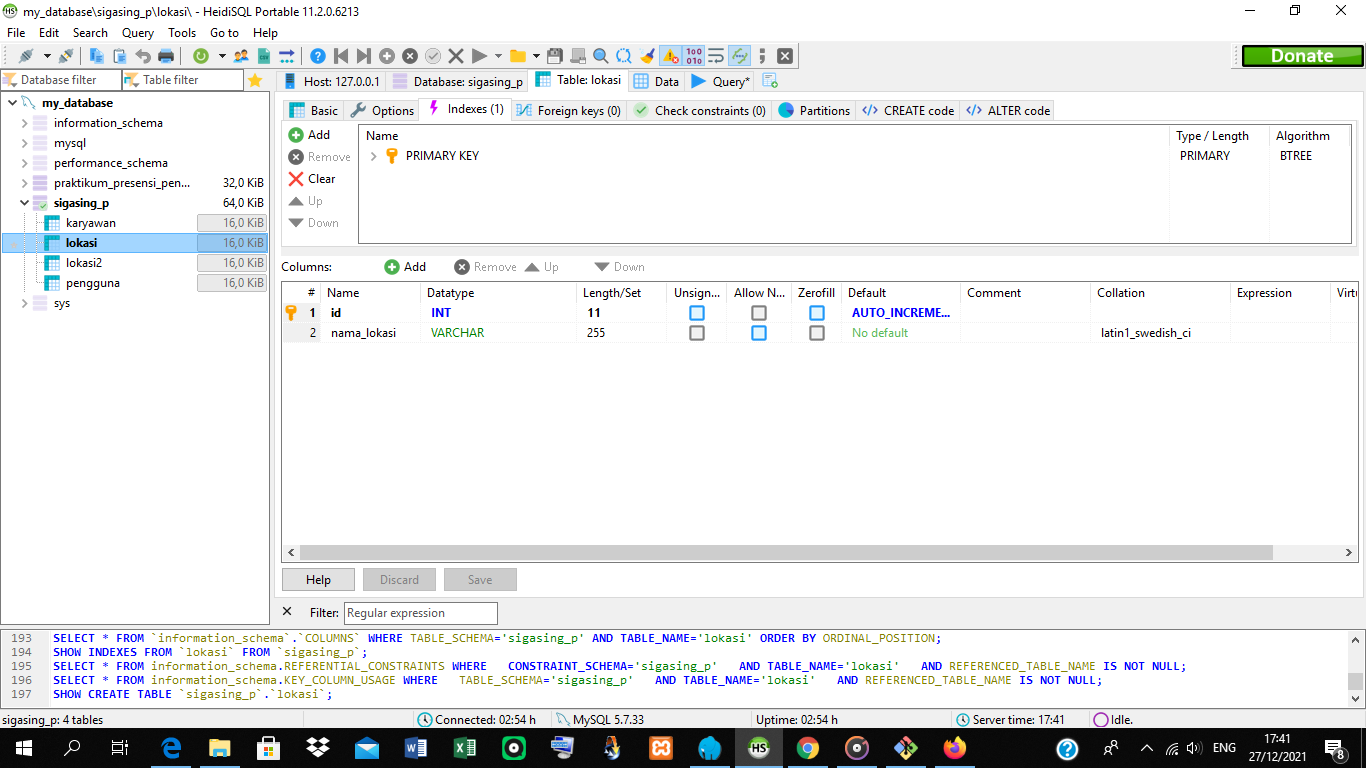 my_database\sigasing_p\lokasi\ - HeidiSQL Portable 11.2.0.6213
File Edit Search Query Tools Go to Help
Donate
Database filter Table filter
Host: 127.0.0.1 Database: sigasing_p Table: lokasi Data Query*
my_database
information_schema
mysql
performance_schema
praktikum_presensi_pen... 32,0 KiB
sigasing_p 64,0 KiB
karyawan 16,0 KiB
lokasi 16,0 KiB
lokasi2 16,0 KiB
pengguna 16,0 KiB
sys
Basic Options Indexes (1) Foreign keys (0) Check constraints (0) Partitions CREATE code ALTER code
Add
Remove
Clear
Up
Down
Name Type / Length Algorithm
PRIMARY KEY PRIMARY BTREE
Columns: Add Remove Up Down
# Name Datatype Length/Set Unsign... Allow N... Zerofill Default Comment Collation Expression Virtu
1 id INT 11 AUTO_INCREME...
2 nama_lokasi VARCHAR 255 No default latin1_swedish_ci
Help Discard Save
Filter: Regular expression
193 SELECT * FROM `information_schema`.`COLUMNS` WHERE TABLE_SCHEMA='sigasing_p' AND TABLE_NAME='lokasi' ORDER BY ORDINAL_POSITION;
194 SHOW INDEXES FROM `lokasi` FROM `sigasing_p`;
195 SELECT * FROM information_schema.REFERENTIAL_CONSTRAINTS WHERE CONSTRAINT_SCHEMA='sigasing_p' AND TABLE_NAME='lokasi' AND REFERENCED_TABLE_NAME IS NOT NULL;
196 SELECT * FROM information_schema.KEY_COLUMN_USAGE WHERE TABLE_SCHEMA='sigasing_p' AND TABLE_NAME='lokasi' AND REFERENCED_TABLE_NAME IS NOT NULL;
197 SHOW CREATE TABLE `sigasing_p`.`lokasi`;
sigasing_p: 4 tables Connected: 02:54 h MySQL 5.7.33 Uptime: 02:54 h Server time: 17:41 Idle.
HS ENG 17:41
27/12/2021 8